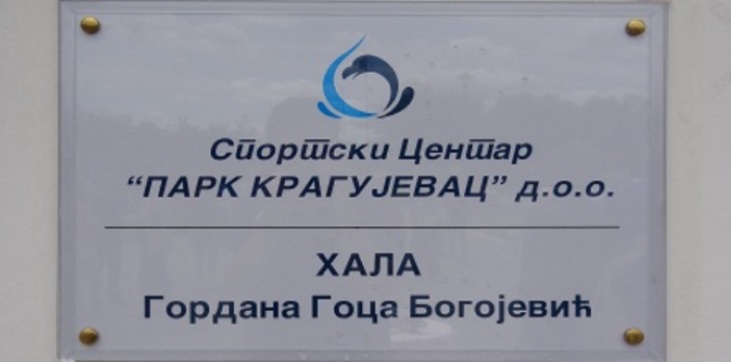 Спортски Центар
“ПАРК КРАГУЈЕВАЦ” д.о.о.
ХАЛА
Гордана Гоца Богојевић